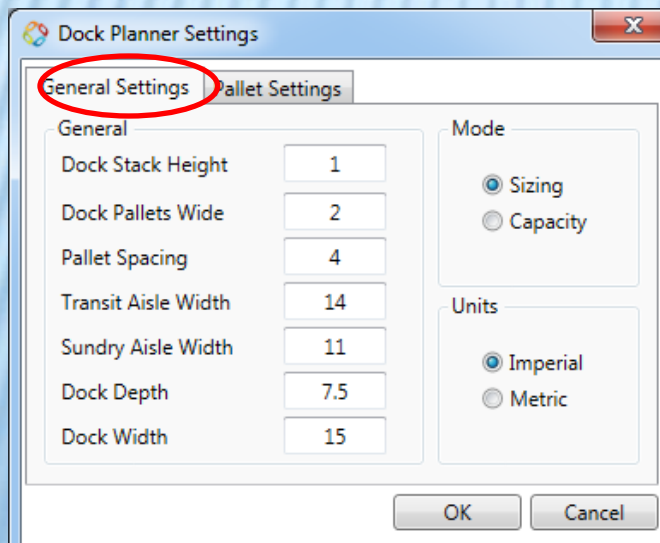 Dock Planner Settings
General Settings
Pallet Settings
General
Dock Stack Height 1
Dock Pallets Wide 2
Pallet Spacing 4
Transit Aisle Width 14
Sundry Aisle Width 11
Dock Depth 7.5
Dock Width 15
Mode
Sizing
Capacity
Units
Imperial
Metric
OK
Cancel